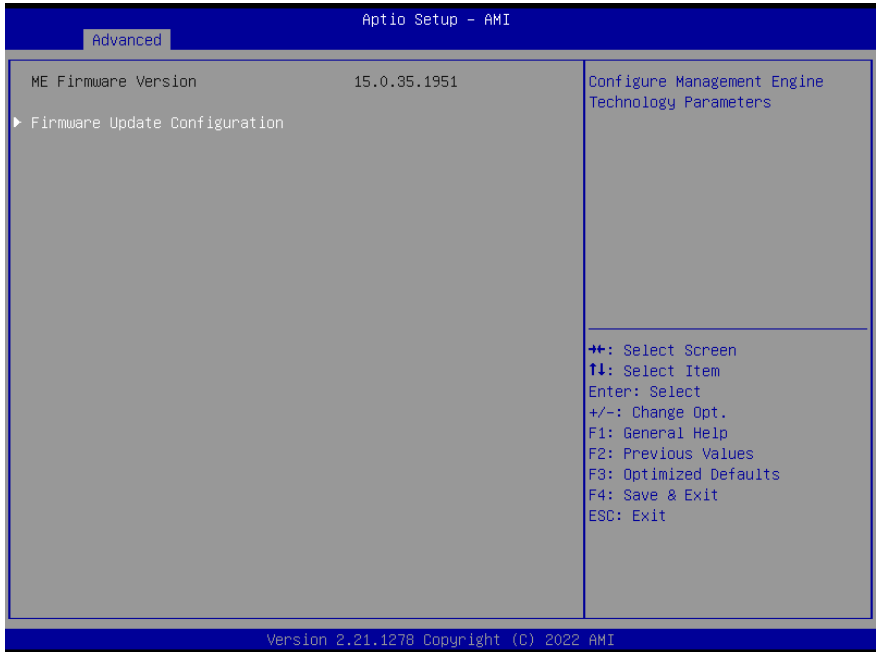 Aptio Setup – AMI
Advanced
ME Firmware Version 15.0.35.1951
▶ Firmware Update Configuration
Configure Management Engine
Technology Parameters
→←: Select Screen
↑↓: Select Item
Enter: Select
+/-: Change Opt.
F1: General Help
F2: Previous Values
F3: Optimized Defaults
F4: Save & Exit
ESC: Exit
Version 2.21.1278 Copyright (C) 2022 AMI